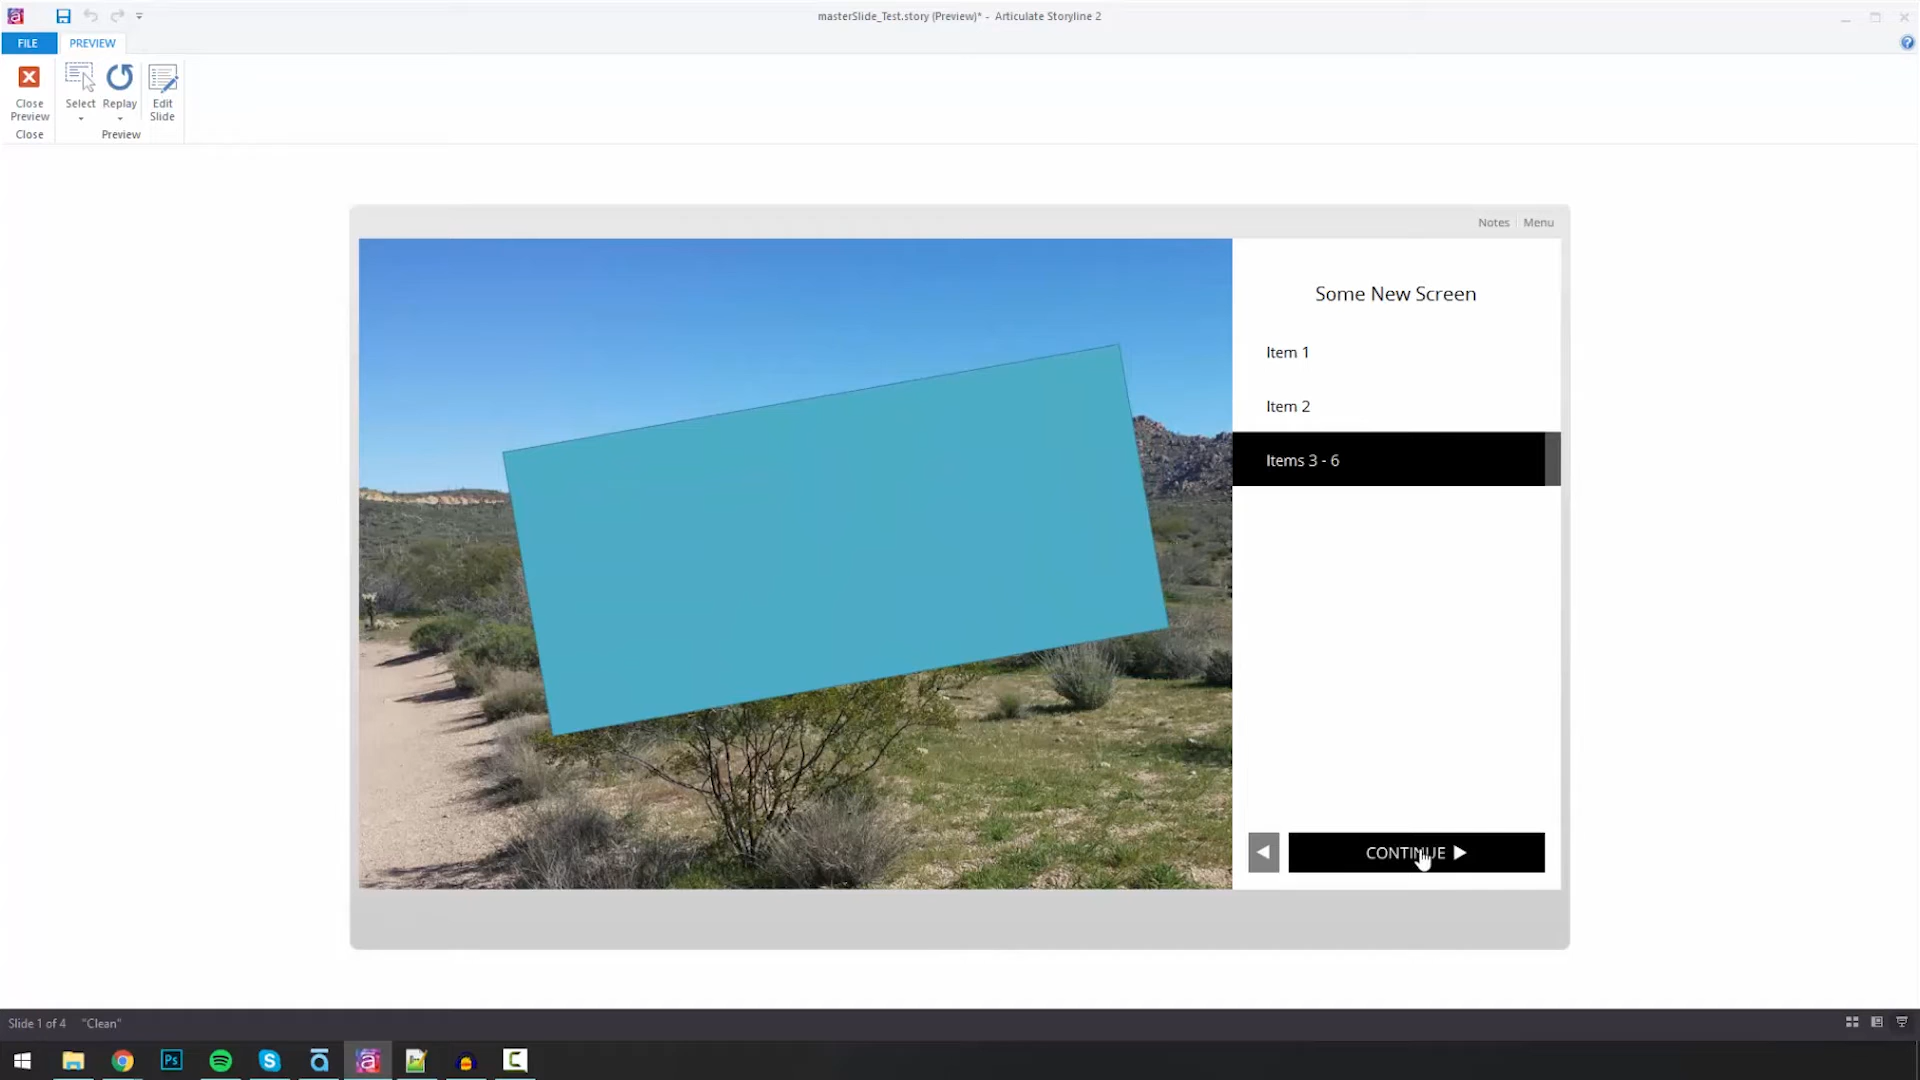 masterSlide_Test.story (Preview)* - Articulate Storyline 2
FILE
PREVIEW
Close Preview
Select
Replay
Edit Slide
Close
Preview
Notes
Menu
Some New Screen
Item 1
Item 2
Items 3 - 6
CONTINUE
Slide 1 of 4
"Clean"
Ps